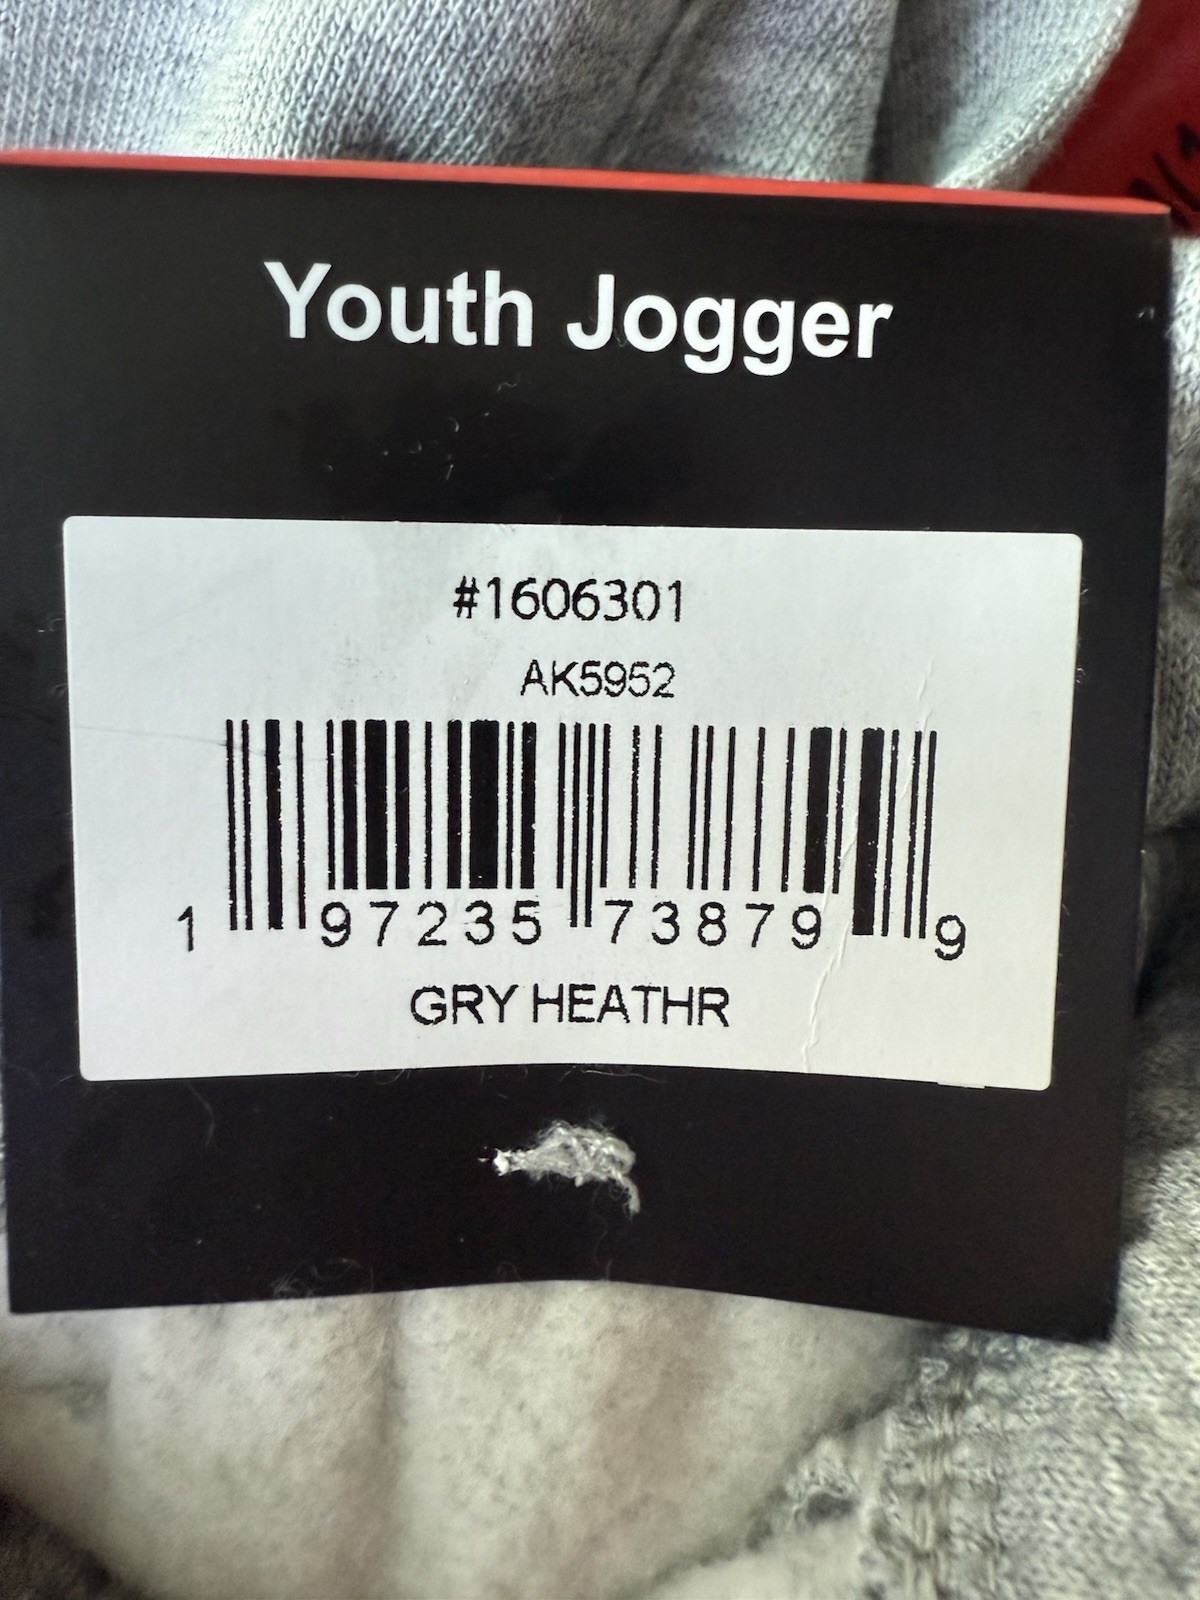 Youth Jogger
#1606301
AK5952
1 97235 73879 9
GRY HEATHR